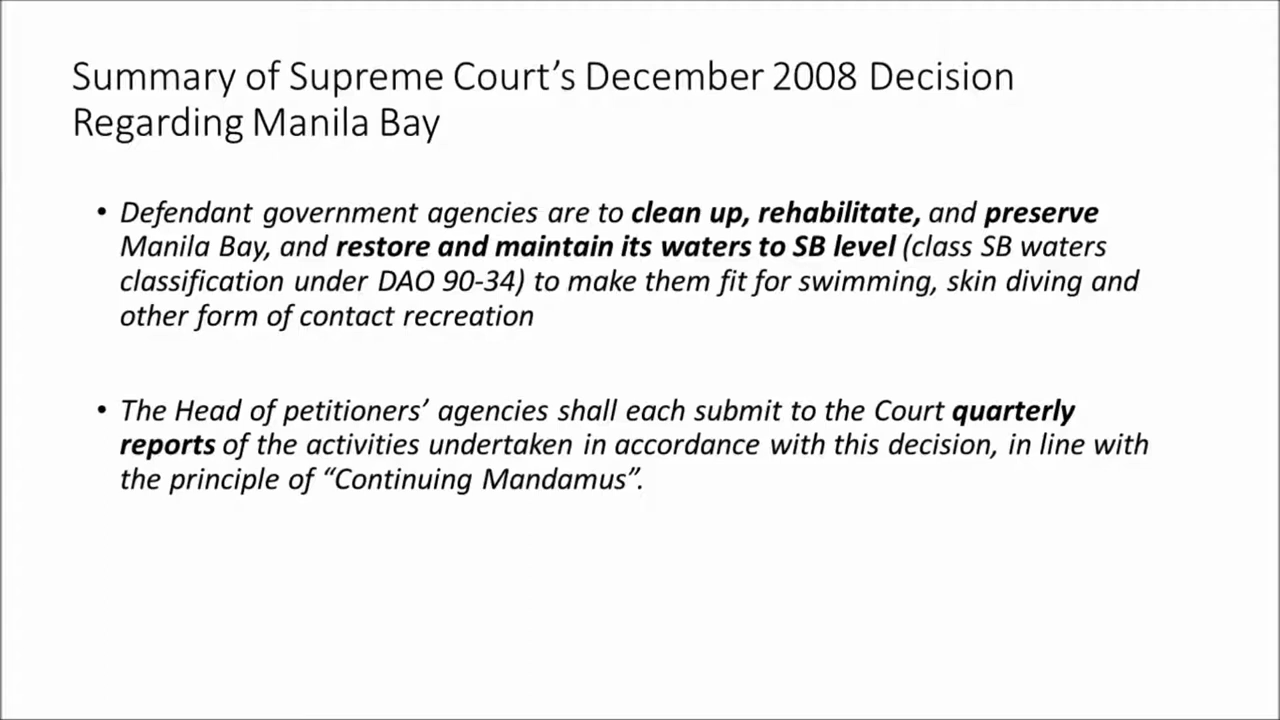 Summary of Supreme Court’s December 2008 Decision
Regarding Manila Bay
• Defendant government agencies are to clean up, rehabilitate, and preserve
Manila Bay, and restore and maintain its waters to SB level (class SB waters
classification under DAO 90-34) to make them fit for swimming, skin diving and
other form of contact recreation
• The Head of petitioners’ agencies shall each submit to the Court quarterly
reports of the activities undertaken in accordance with this decision, in line with
the principle of “Continuing Mandamus”.